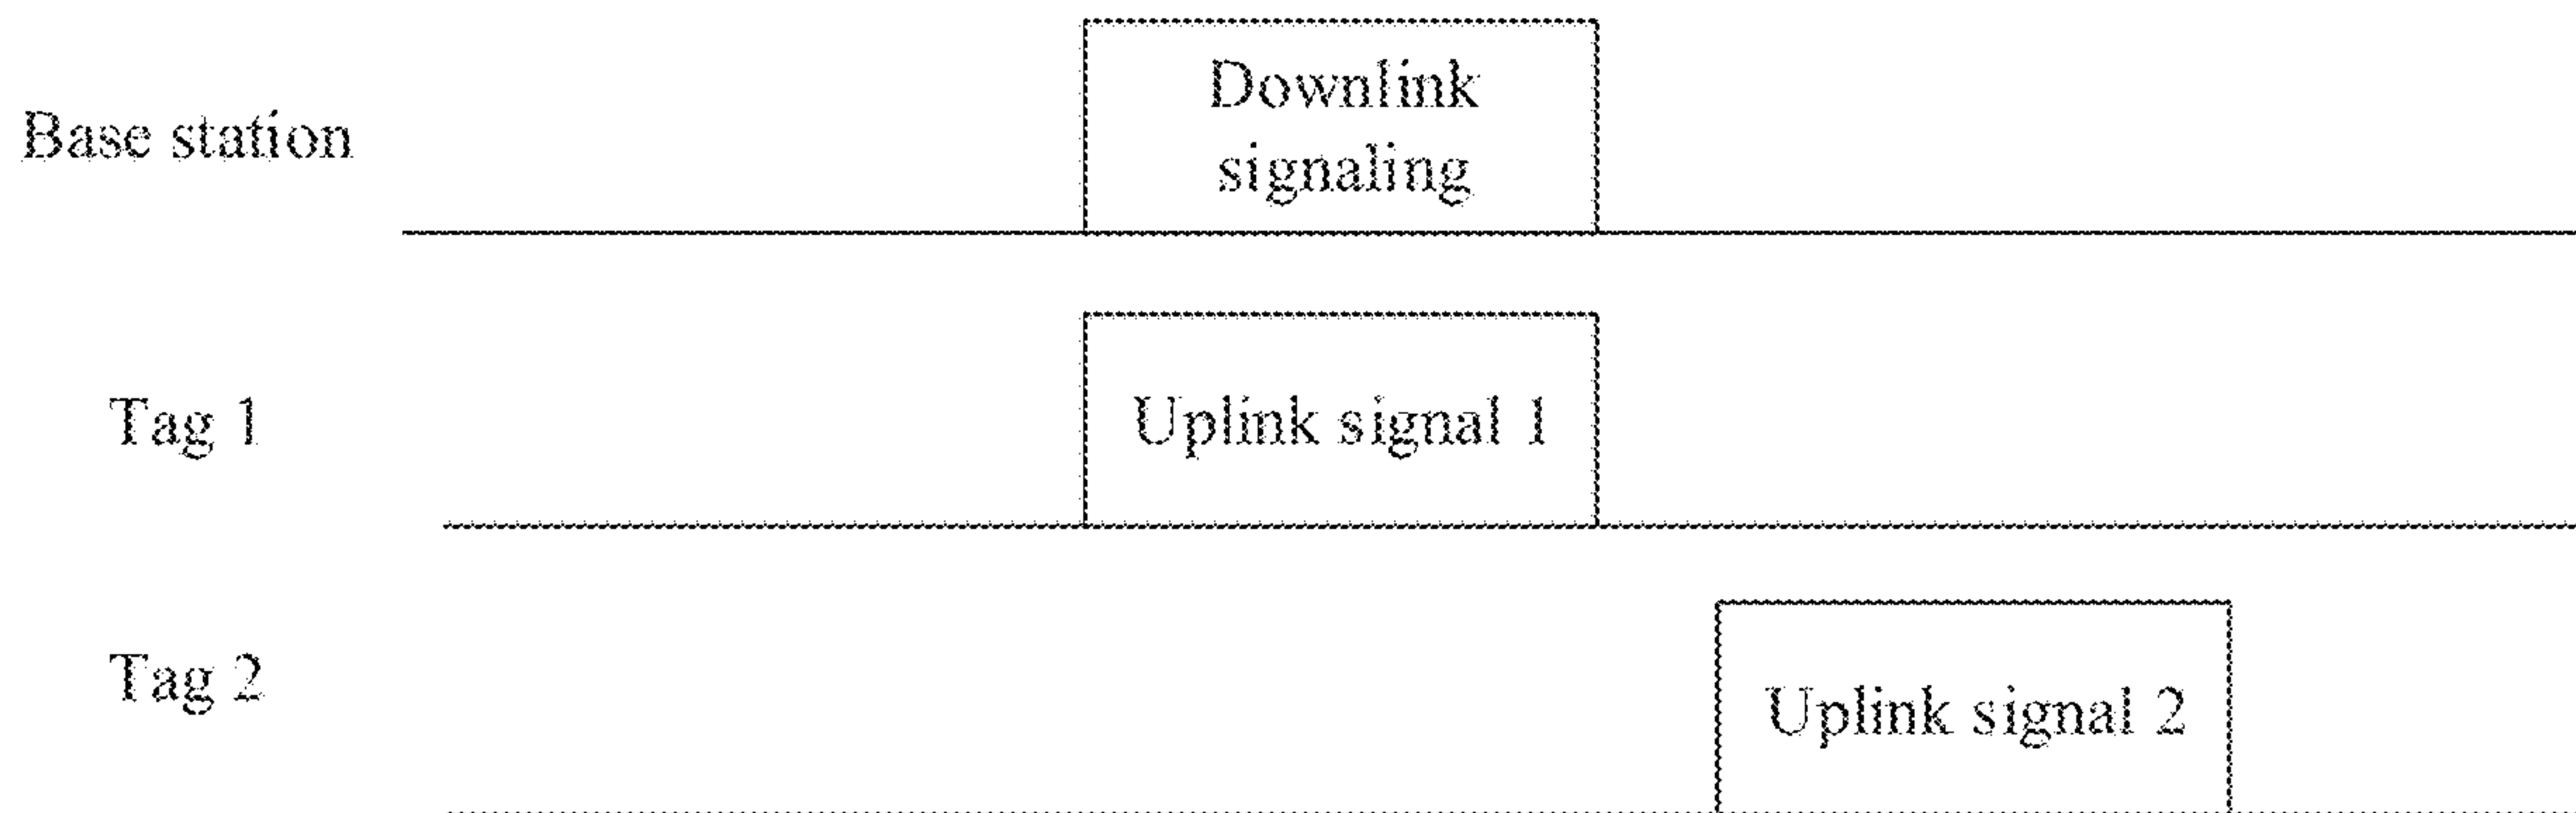 Downlink
signaling
Base station
Tag 1
Uplink signal 1
Tag 2
Uplink signal 2